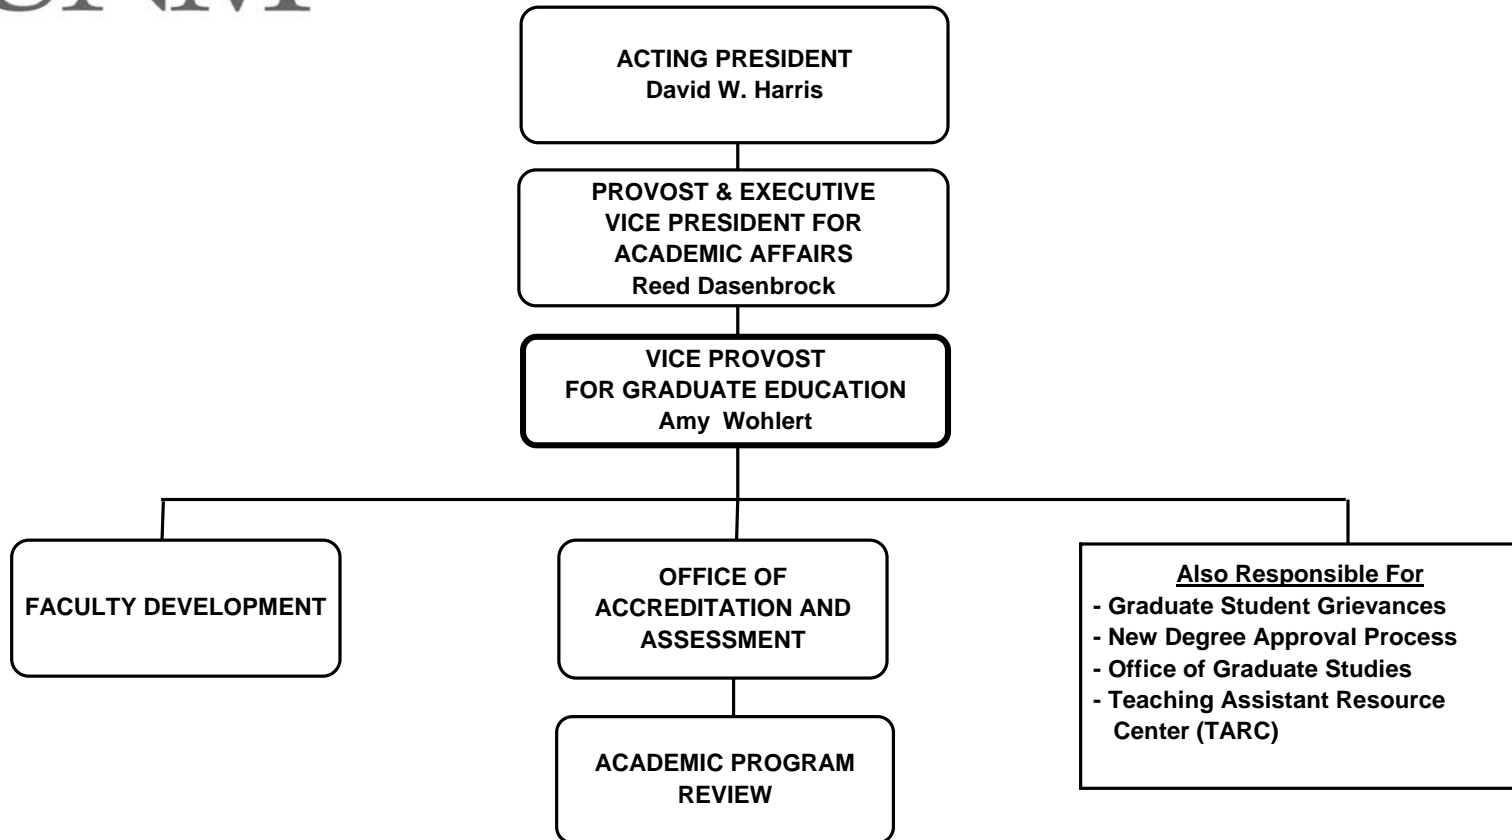 ACTING PRESIDENT
David W. Harris
PROVOST & EXECUTIVE
VICE PRESIDENT FOR
ACADEMIC AFFAIRS
Reed Dasenbrock
VICE PROVOST
FOR GRADUATE EDUCATION
Amy Wohlert
FACULTY DEVELOPMENT
OFFICE OF
ACCREDITATION AND
ASSESSMENT
ACADEMIC PROGRAM
REVIEW
Also Responsible For
- Graduate Student Grievances
- New Degree Approval Process
- Office of Graduate Studies
- Teaching Assistant Resource
Center (TARC)